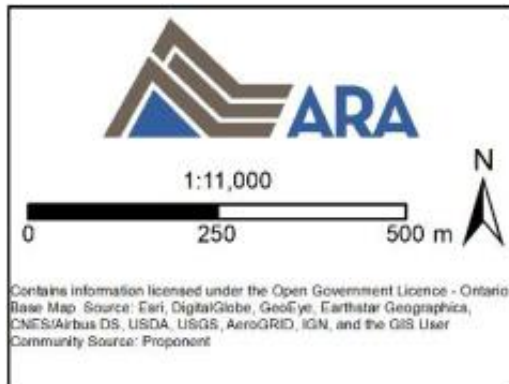 ARA
1:11,000
N
0 250 500 m
Contains information licensed under the Open Government Licence - Ontario
Base Map Source: Esri, DigitalGlobe, GeoEye, Earthstar Geographics,
CNES/Airbus DS, USDA, USGS, AeroGRID, IGN, and the GIS User
Community Source: Proponent